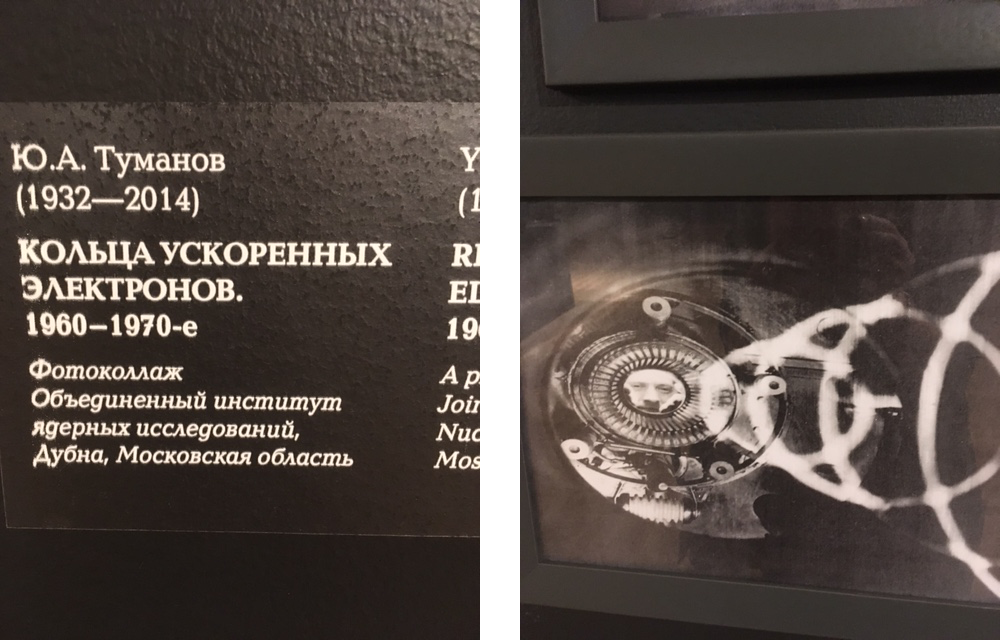 Ю.А. Туманов
(1932—2014)
КОЛЬЦА УСКОРЕННЫХ
ЭЛЕКТРОНОВ.
1960–1970-е
Фотоколлаж
Объединенный институт
ядерных исследований,
Дубна, Московская область